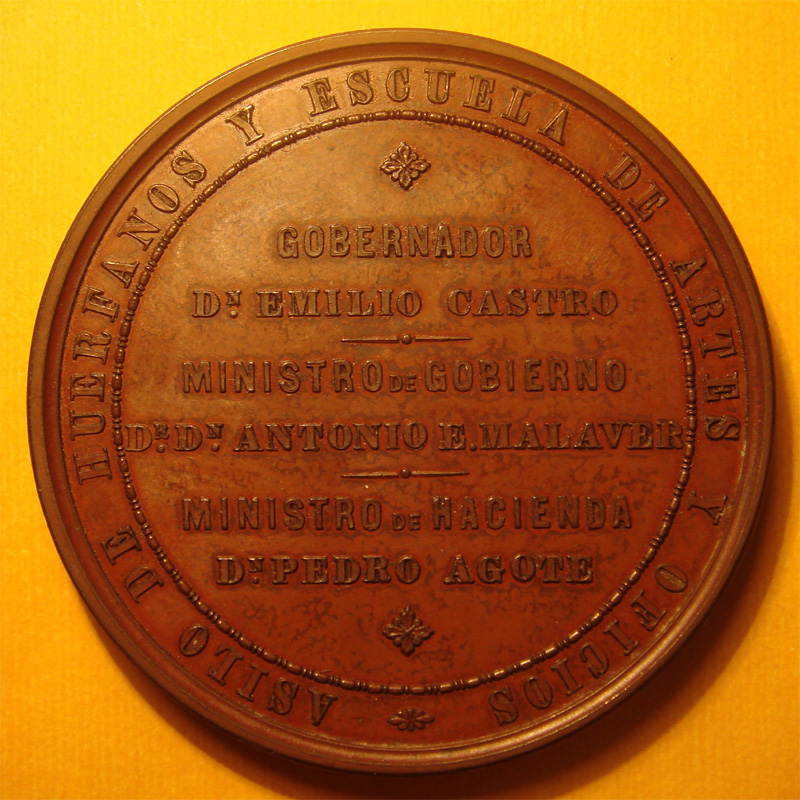 ASILO DE HUERFANOS Y ESCUELA DE ARTES Y OFICIOS
GOBERNADOR
Dᴺ. EMILIO CASTRO
MINISTRO DE GOBIERNO
Dᴿ. Dᴺ. ANTONIO E. MALAVER
MINISTRO DE HACIENDA
Dᴺ. PEDRO AGOTE